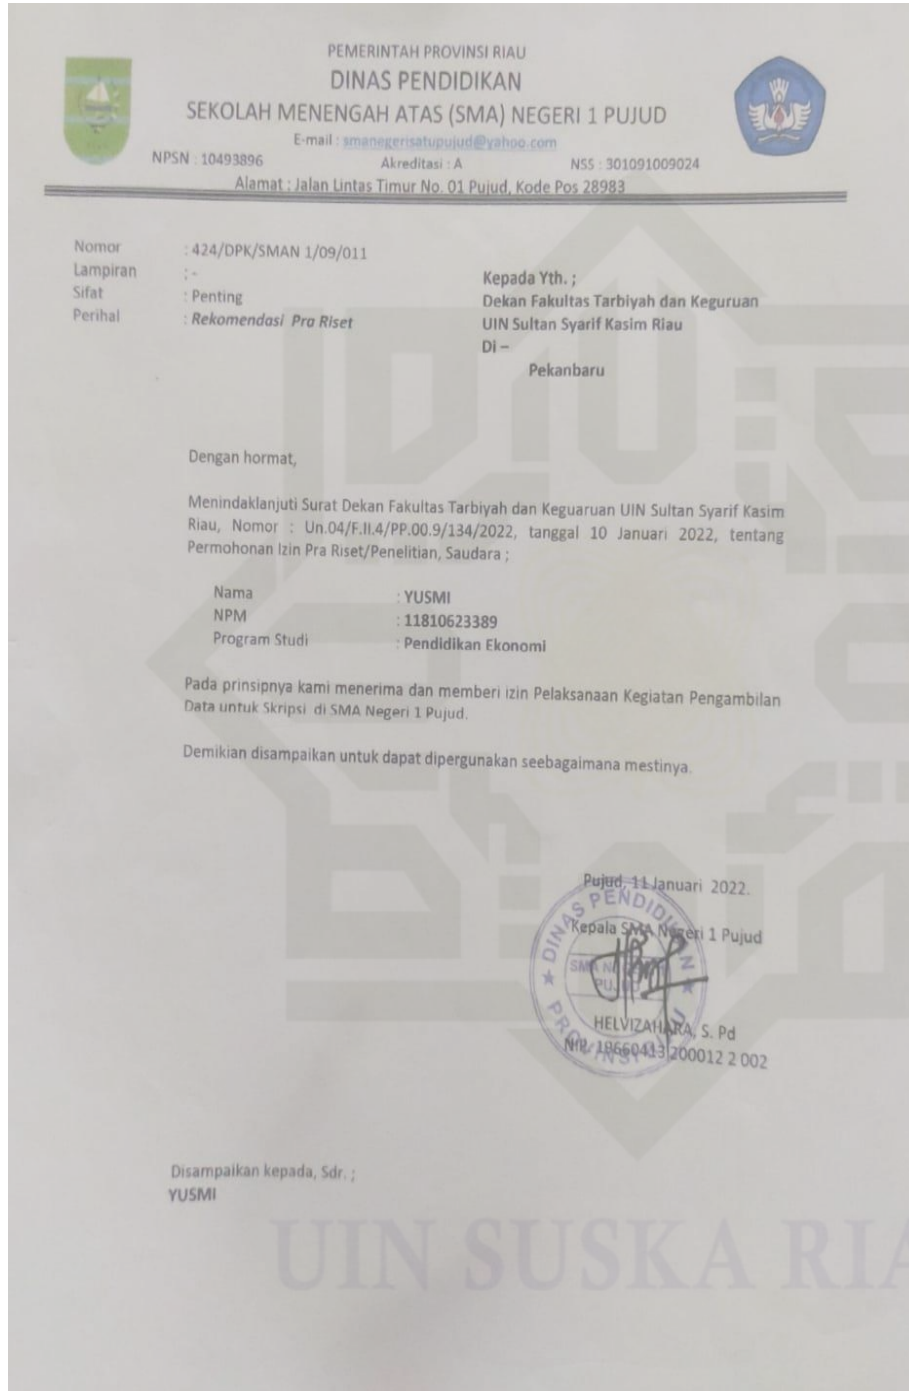 PEMERINTAH PROVINSI RIAU
DINAS PENDIDIKAN
SEKOLAH MENENGAH ATAS (SMA) NEGERI 1 PUJUD
E-mail : smanegerisatupujud@yahoo.com
NPSN : 10493896 Akreditasi : A NSS : 301091009024
Alamat : Jalan Lintas Timur No. 01 Pujud, Kode Pos 28983
Nomor : 424/DPK/SMAN 1/09/011
Lampiran : -
Sifat : Penting
Perihal : Rekomendasi Pra Riset
Kepada Yth. ;
Dekan Fakultas Tarbiyah dan Keguruan
UIN Sultan Syarif Kasim Riau
Di –
Pekanbaru
Dengan hormat,
Menindaklanjuti Surat Dekan Fakultas Tarbiyah dan Keguaruan UIN Sultan Syarif Kasim
Riau, Nomor : Un.04/F.II.4/PP.00.9/134/2022, tanggal 10 Januari 2022, tentang
Permohonan Izin Pra Riset/Penelitian, Saudara ;
Nama : YUSMI
NPM : 11810623389
Program Studi : Pendidikan Ekonomi
Pada prinsipnya kami menerima dan memberi izin Pelaksanaan Kegiatan Pengambilan
Data untuk Skripsi di SMA Negeri 1 Pujud.
Demikian disampaikan untuk dapat dipergunakan seebagaimana mestinya.
Pujud, 11 Januari 2022.
Kepala SMA Negeri 1 Pujud
DINAS PENDIDIKAN
PROVINSI RIAU
HELVIZAHARA, S. Pd
NIP. 19660413 200012 2 002
Disampaikan kepada, Sdr. ;
YUSMI
UIN SUSKA RIA